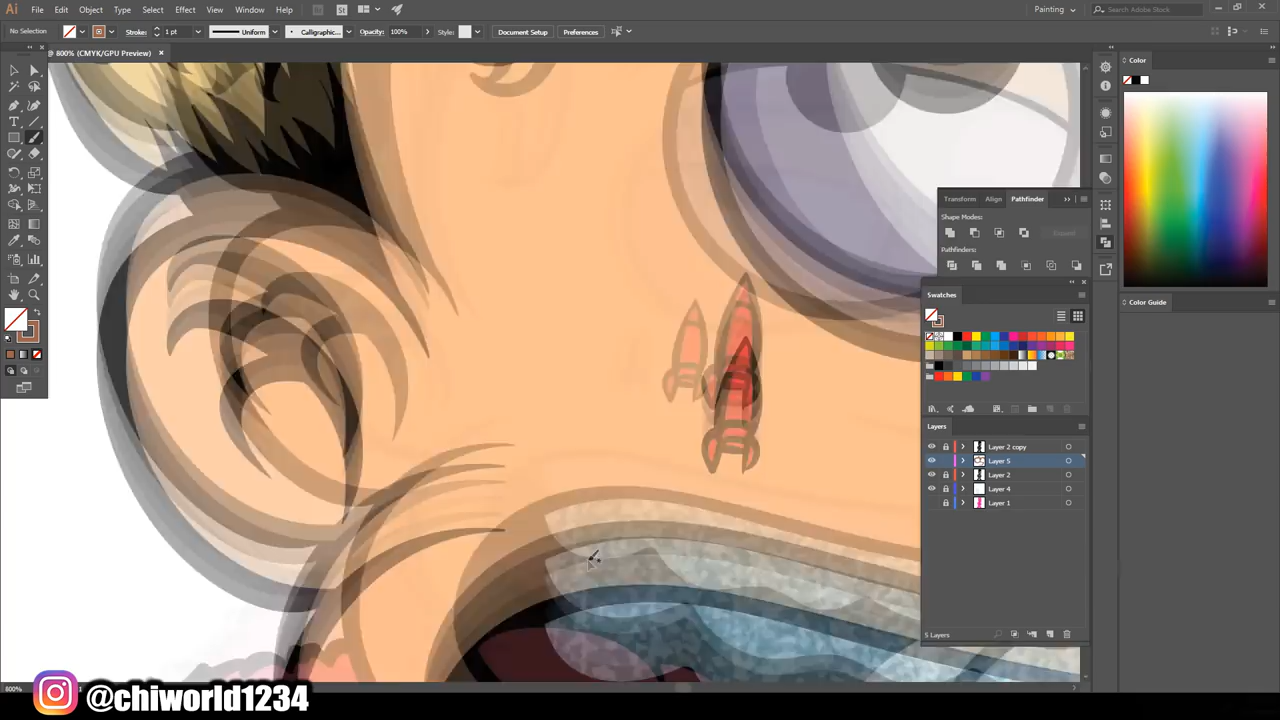 Ai File Edit Object Type Select Effect View Window Help Br St Painting Search Adobe Stock
No Selection Stroke: 1 pt Uniform Calligraphic... Opacity: 100% Style: Document Setup Preferences
@ 800% (CMYK/GPU Preview)
Color
Transform Align Pathfinder
Shape Modes:
Expand
Pathfinders:
Swatches
Color Guide
Layers
Layer 2 copy
Layer 5
Layer 2
Layer 4
Layer 1
5 Layers
800%
@chiworld1234